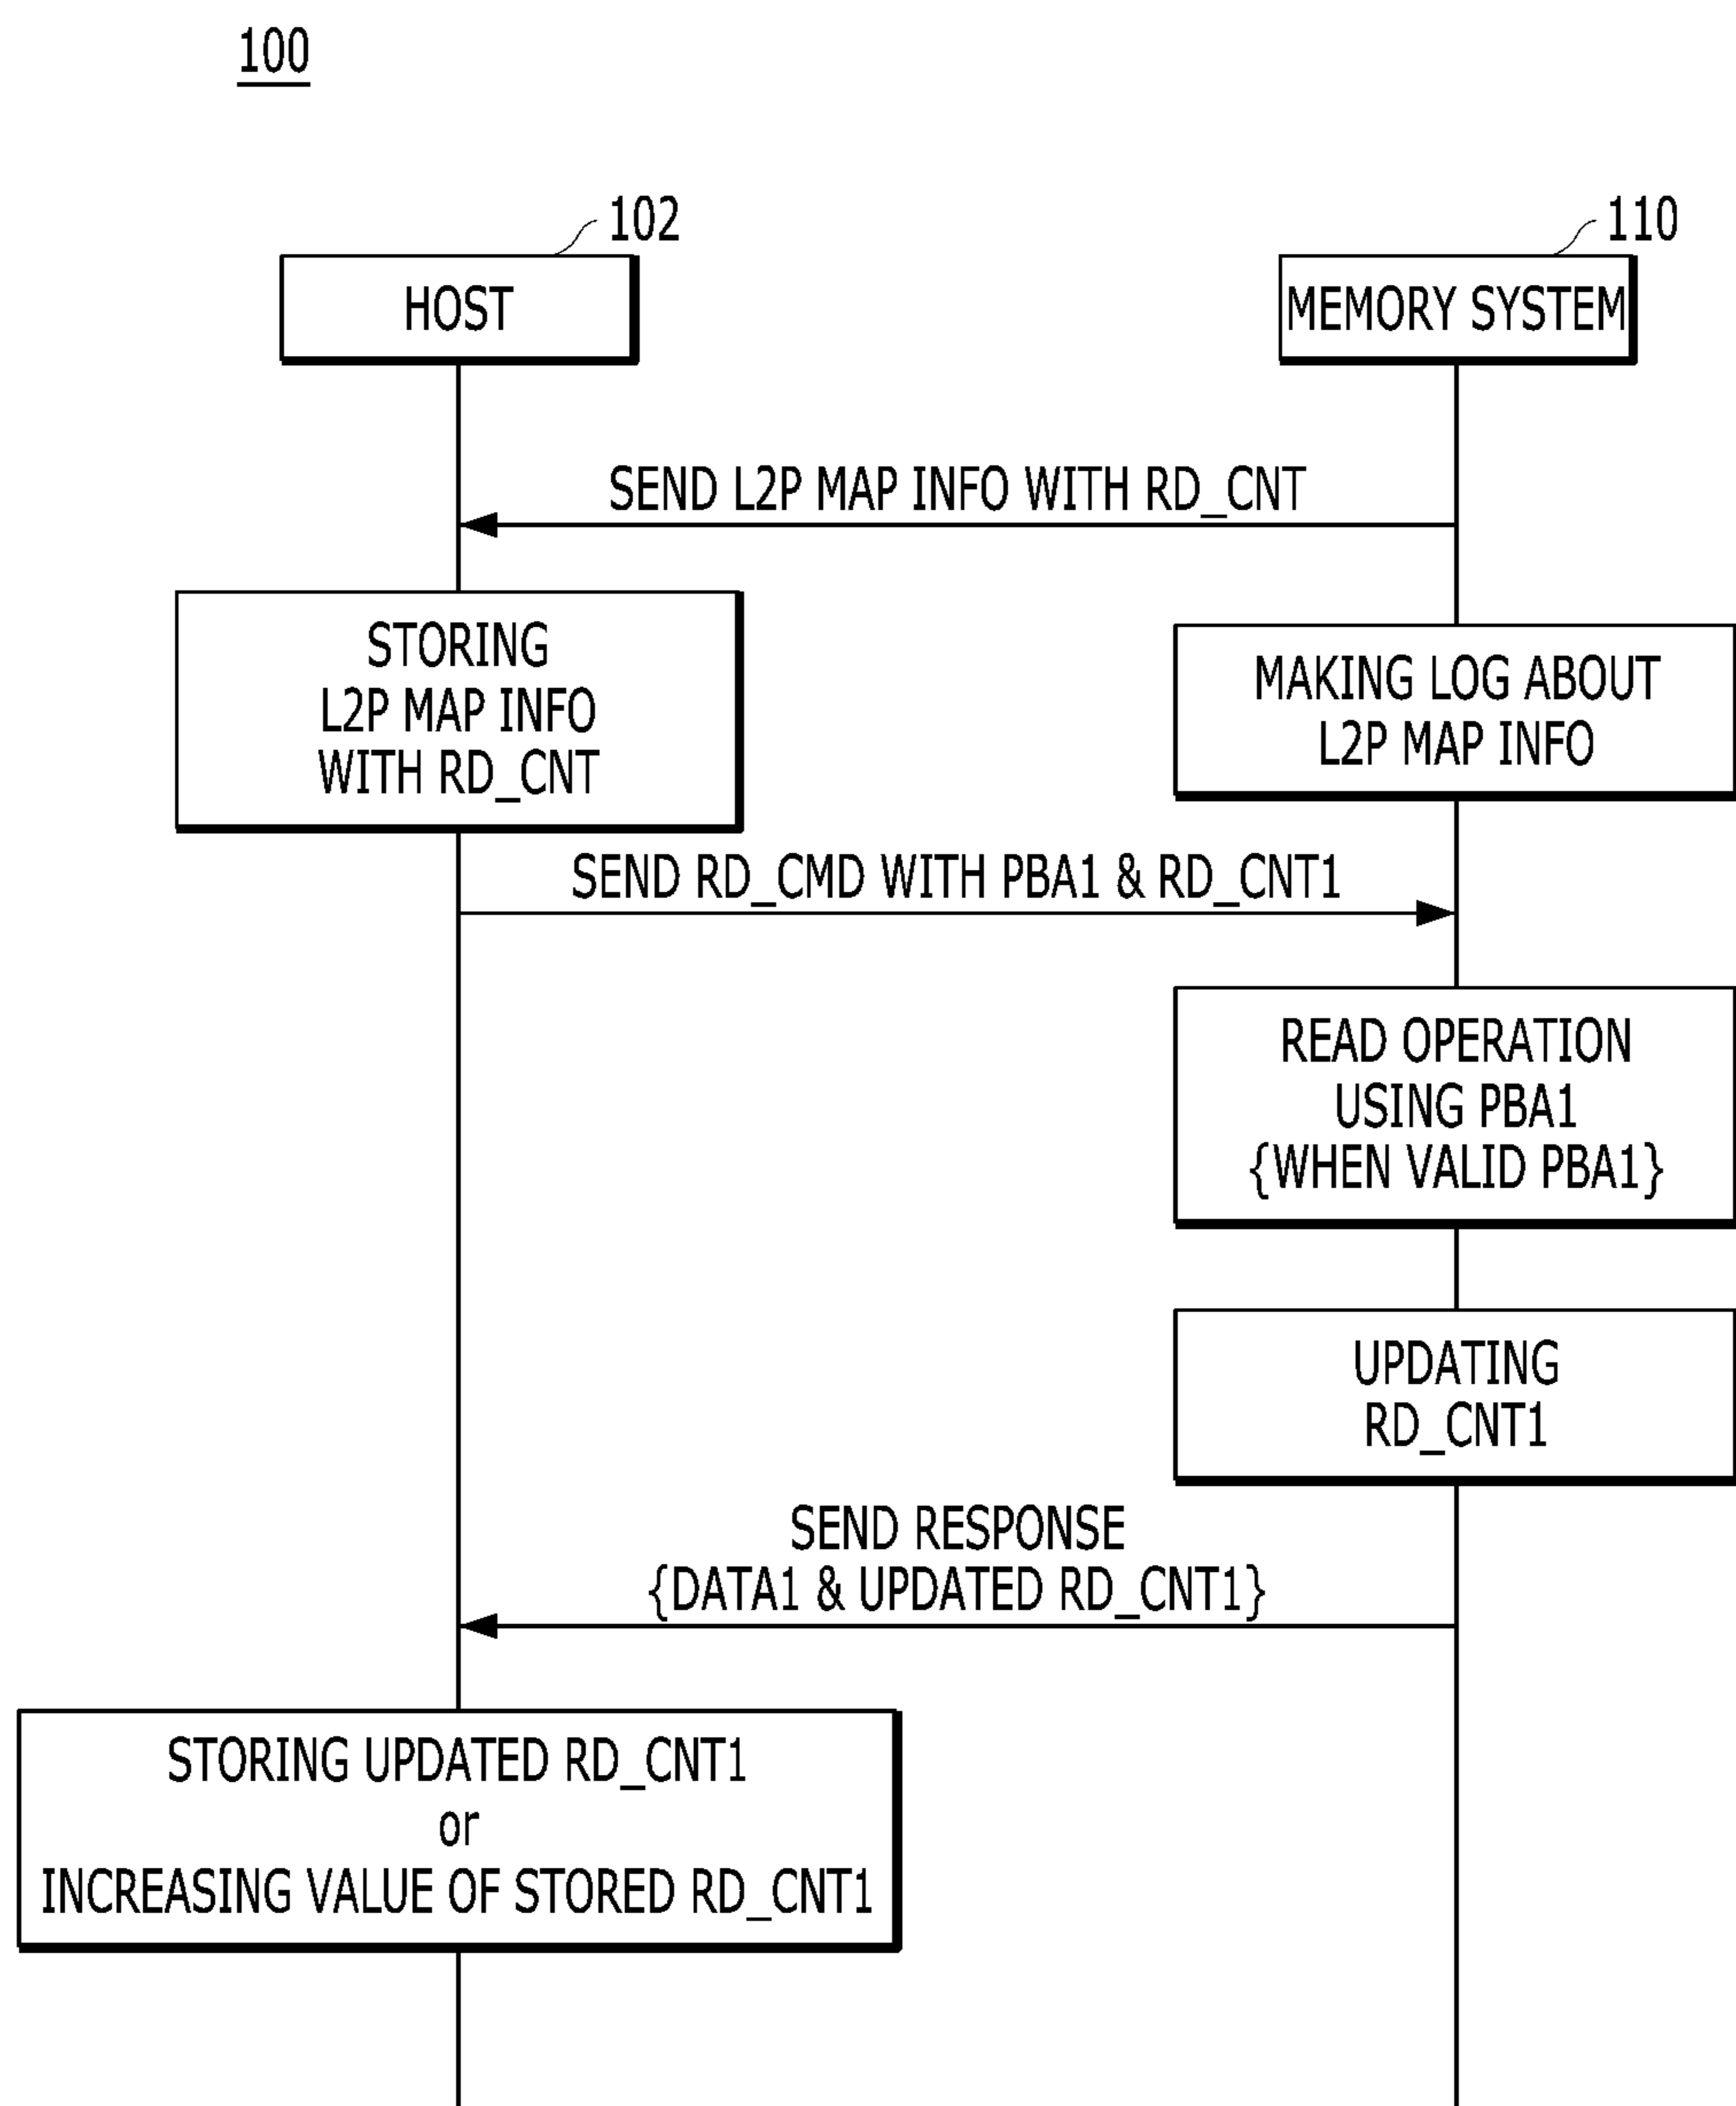 100
102
110
HOST
MEMORY SYSTEM
SEND L2P MAP INFO WITH RD_CNT
STORING
L2P MAP INFO
WITH RD_CNT
MAKING LOG ABOUT
L2P MAP INFO
SEND RD_CMD WITH PBA1 & RD_CNT1
READ OPERATION
USING PBA1
{WHEN VALID PBA1}
UPDATING
RD_CNT1
SEND RESPONSE
{DATA1 & UPDATED RD_CNT1}
STORING UPDATED RD_CNT1
or
INCREASING VALUE OF STORED RD_CNT1